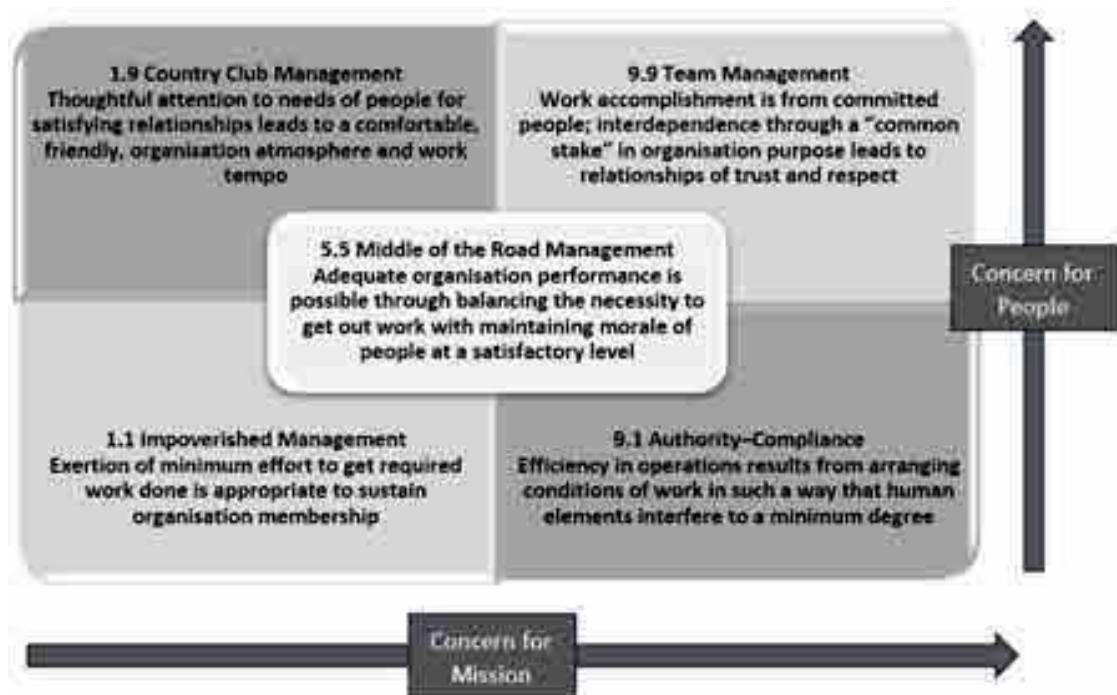 1.9 Country Club Management
Thoughtful attention to needs of people for
satisfying relationships leads to a comfortable,
friendly, organisation atmosphere and work
tempo
9.9 Team Management
Work accomplishment is from committed
people; interdependence through a “common
stake” in organisation purpose leads to
relationships of trust and respect
5.5 Middle of the Road Management
Adequate organisation performance is
possible through balancing the necessity to
get out work with maintaining morale of
people at a satisfactory level
Concern for
People
1.1 Impoverished Management
Exertion of minimum effort to get required
work done is appropriate to sustain
organisation membership
9.1 Authority–Compliance
Efficiency in operations results from arranging
conditions of work in such a way that human
elements interfere to a minimum degree
Concern for
Mission